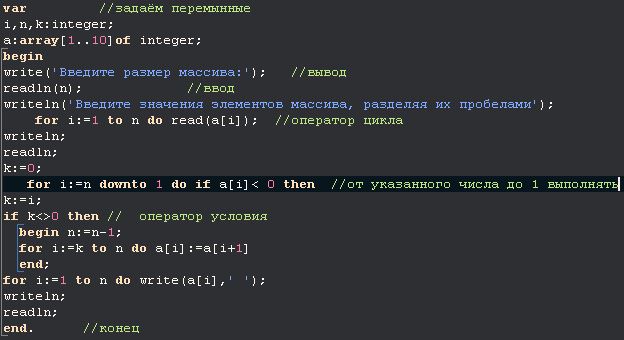 var //задаём перемынные
i,n,k:integer;
a:array[1..10]of integer;
begin
write('Введите размер массива:'); //вывод
readln(n); //ввод
writeln('Введите значения элементов массива, разделяя их пробелами');
for i:=1 to n do read(a[i]); //оператор цикла
writeln;
readln;
k:=0;
for i:=n downto 1 do if a[i]< 0 then //от указанного числа до 1 выполнять
k:=i;
if k<>0 then // оператор условия
begin n:=n-1;
for i:=k to n do a[i]:=a[i+1]
end;
for i:=1 to n do write(a[i],' ');
writeln;
readln;
end. //конец